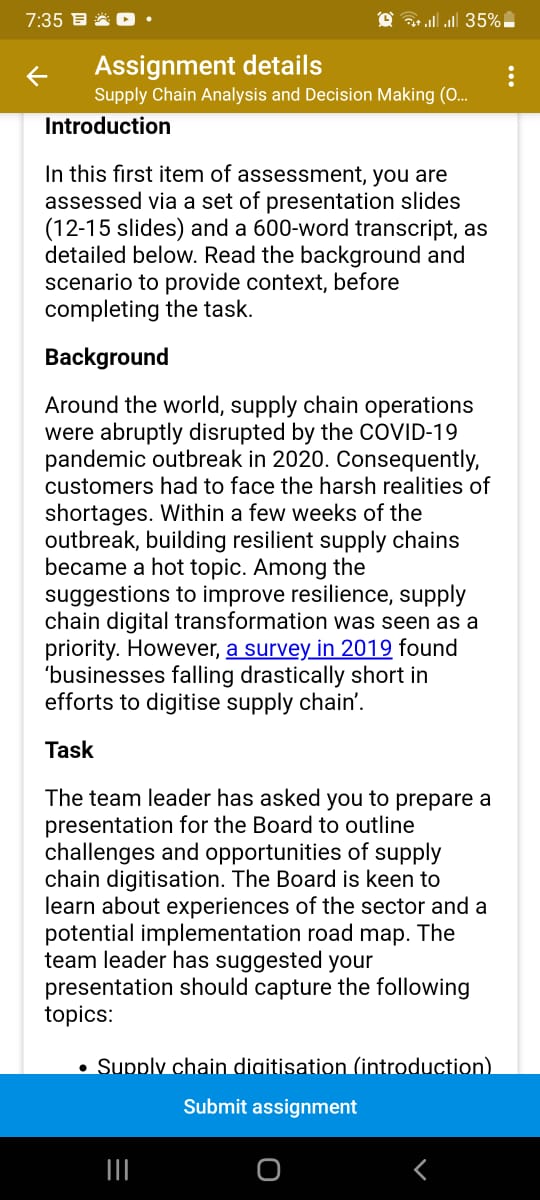 7:35
35%
Assignment details
Supply Chain Analysis and Decision Making (O...
Introduction
In this first item of assessment, you are
assessed via a set of presentation slides
(12-15 slides) and a 600-word transcript, as
detailed below. Read the background and
scenario to provide context, before
completing the task.
Background
Around the world, supply chain operations
were abruptly disrupted by the COVID-19
pandemic outbreak in 2020. Consequently,
customers had to face the harsh realities of
shortages. Within a few weeks of the
outbreak, building resilient supply chains
became a hot topic. Among the
suggestions to improve resilience, supply
chain digital transformation was seen as a
priority. However, a survey in 2019 found
‘businesses falling drastically short in
efforts to digitise supply chain’.
Task
The team leader has asked you to prepare a
presentation for the Board to outline
challenges and opportunities of supply
chain digitisation. The Board is keen to
learn about experiences of the sector and a
potential implementation road map. The
team leader has suggested your
presentation should capture the following
topics:
• Supply chain digitisation (introduction)
Submit assignment